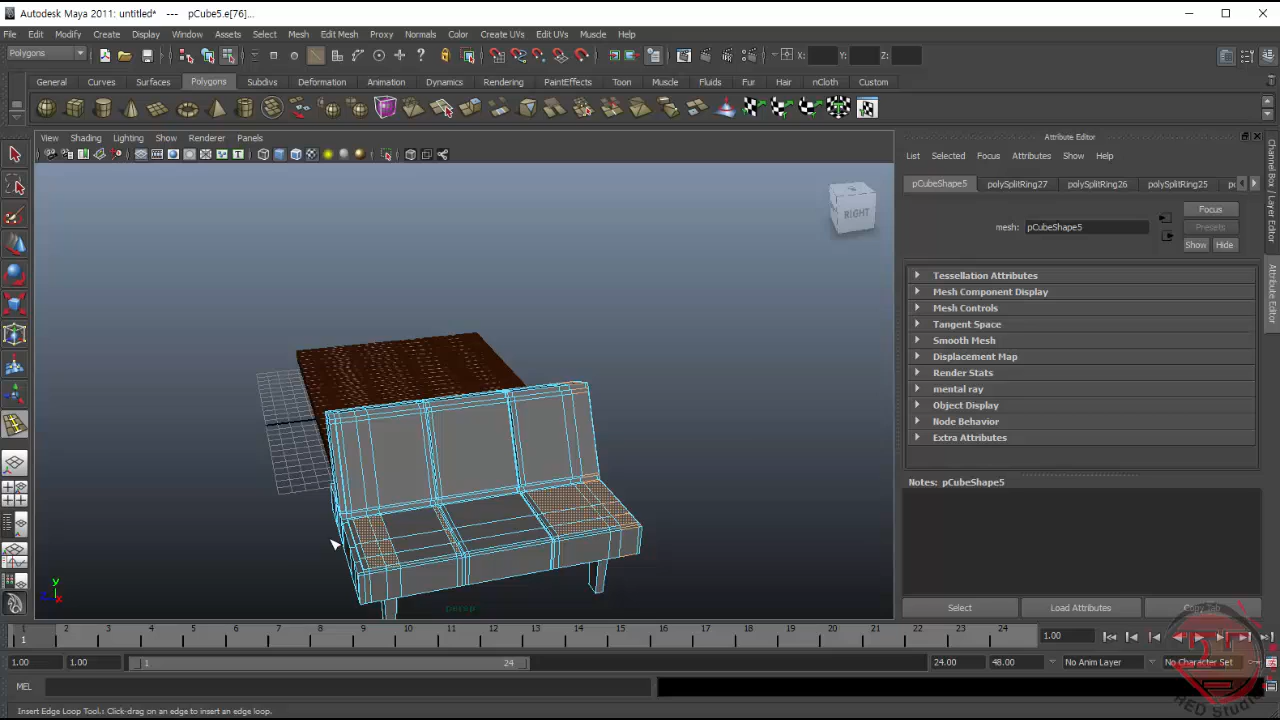 Autodesk Maya 2011: untitled*   ---   pCube5.e[76]...
File Edit Modify Create Display Window Assets Select Mesh Edit Mesh Proxy Normals Color Create UVs Edit UVs Muscle Help
Polygons X: Y: Z:
General Curves Surfaces Polygons Subdivs Deformation Animation Dynamics Rendering PaintEffects Toon Muscle Fluids Fur Hair nCloth Custom
View Shading Lighting Show Renderer Panels
Attribute Editor
List Selected Focus Attributes Show Help
pCubeShape5 polySplitRing27 polySplitRing26 polySplitRing25
Focus
mesh: pCubeShape5
Presets
Show Hide
Tessellation Attributes
Mesh Component Display
Mesh Controls
Tangent Space
Smooth Mesh
Displacement Map
Render Stats
mental ray
Object Display
Node Behavior
Extra Attributes
Notes: pCubeShape5
Channel Box / Layer Editor
Attribute Editor
RIGHT
y
x
persp
Select Load Attributes
1 2 3 4 5 6 7 8 9 10 11 12 13 14 15 16 17 18 19 20 21 22 23 24
1 1.00
1.00 1.00 1 24 24.00 48.00 No Anim Layer No Character Set
MEL
RED Studio
Insert Edge Loop Tool.: Click-drag on an edge to insert an edge loop.